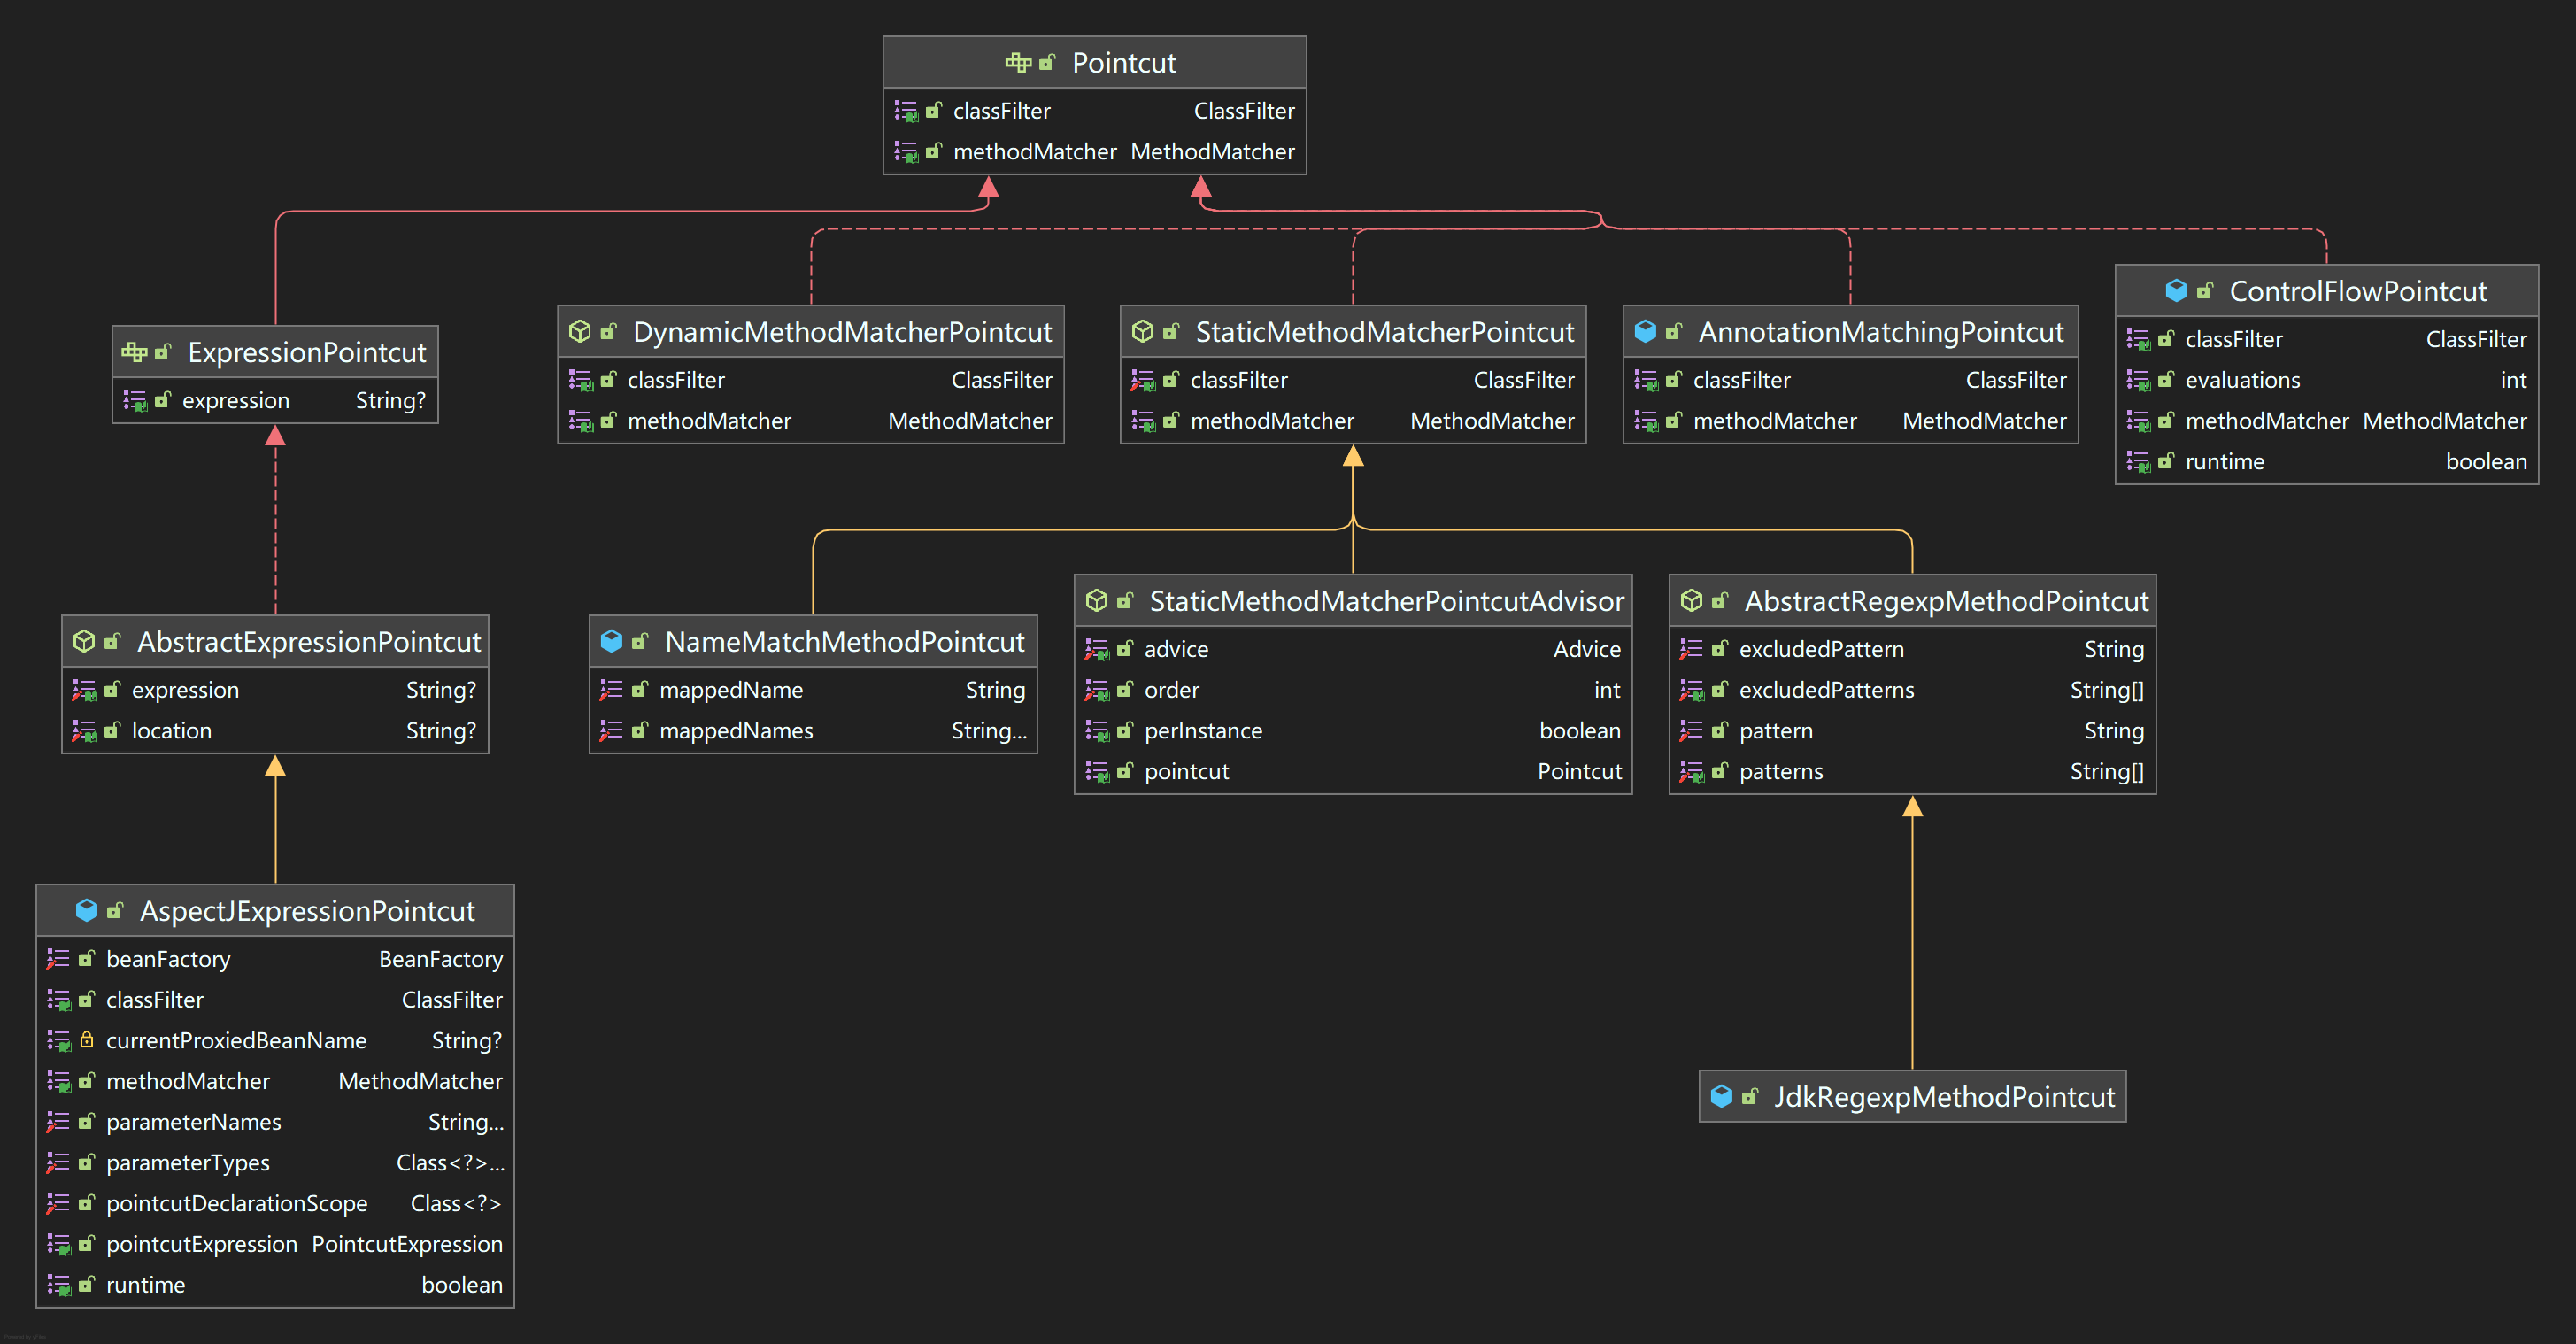 Pointcut
classFilter ClassFilter
methodMatcher MethodMatcher
ExpressionPointcut
expression String?
DynamicMethodMatcherPointcut
classFilter ClassFilter
methodMatcher MethodMatcher
StaticMethodMatcherPointcut
classFilter ClassFilter
methodMatcher MethodMatcher
AnnotationMatchingPointcut
classFilter ClassFilter
methodMatcher MethodMatcher
ControlFlowPointcut
classFilter ClassFilter
evaluations int
methodMatcher MethodMatcher
runtime boolean
AbstractExpressionPointcut
expression String?
location String?
NameMatchMethodPointcut
mappedName String
mappedNames String...
StaticMethodMatcherPointcutAdvisor
advice Advice
order int
perInstance boolean
pointcut Pointcut
AbstractRegexpMethodPointcut
excludedPattern String
excludedPatterns String[]
pattern String
patterns String[]
AspectJExpressionPointcut
beanFactory BeanFactory
classFilter ClassFilter
currentProxiedBeanName String?
methodMatcher MethodMatcher
parameterNames String...
parameterTypes Class<?>...
pointcutDeclarationScope Class<?>
pointcutExpression PointcutExpression
runtime boolean
JdkRegexpMethodPointcut